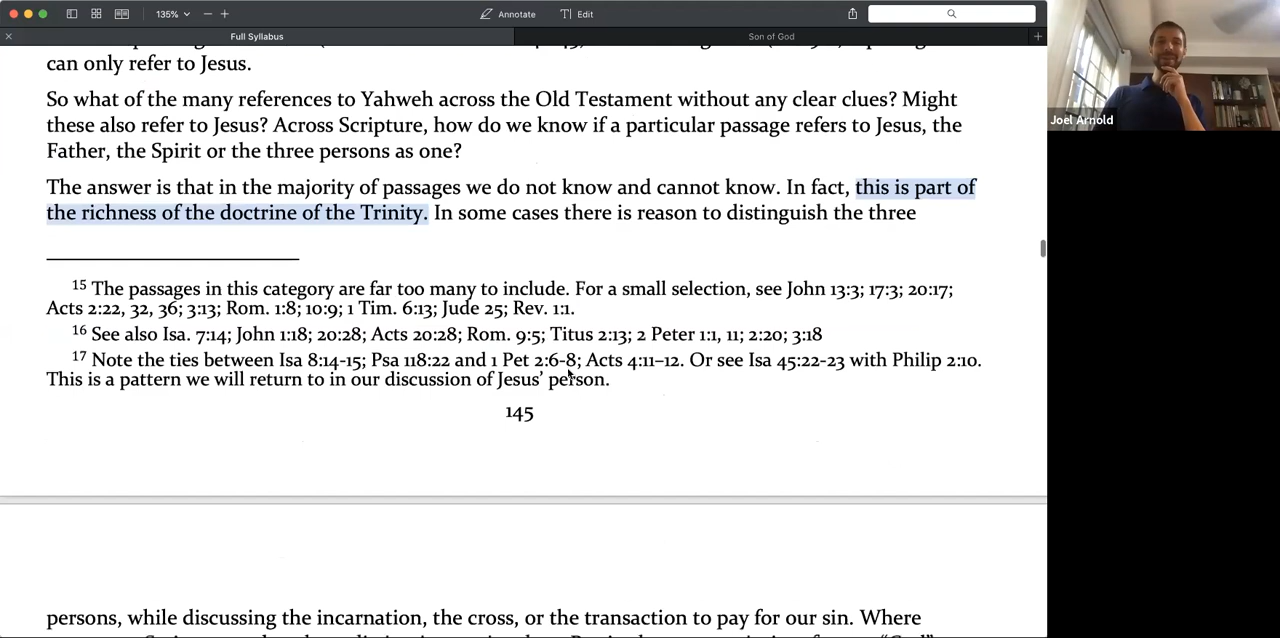 135%
Annotate
Edit
Full Syllabus
Son of God
can only refer to Jesus.
So what of the many references to Yahweh across the Old Testament without any clear clues? Might
these also refer to Jesus? Across Scripture, how do we know if a particular passage refers to Jesus, the
Father, the Spirit or the three persons as one?
The answer is that in the majority of passages we do not know and cannot know. In fact, this is part of
the richness of the doctrine of the Trinity. In some cases there is reason to distinguish the three
15 The passages in this category are far too many to include. For a small selection, see John 13:3; 17:3; 20:17;
Acts 2:22, 32, 36; 3:13; Rom. 1:8; 10:9; 1 Tim. 6:13; Jude 25; Rev. 1:1.
16 See also Isa. 7:14; John 1:18; 20:28; Acts 20:28; Rom. 9:5; Titus 2:13; 2 Peter 1:1, 11; 2:20; 3:18
17 Note the ties between Isa 8:14-15; Psa 118:22 and 1 Pet 2:6-8; Acts 4:11–12. Or see Isa 45:22-23 with Philip 2:10.
This is a pattern we will return to in our discussion of Jesus' person.
145
persons, while discussing the incarnation, the cross, or the transaction to pay for our sin. Where
Joel Arnold